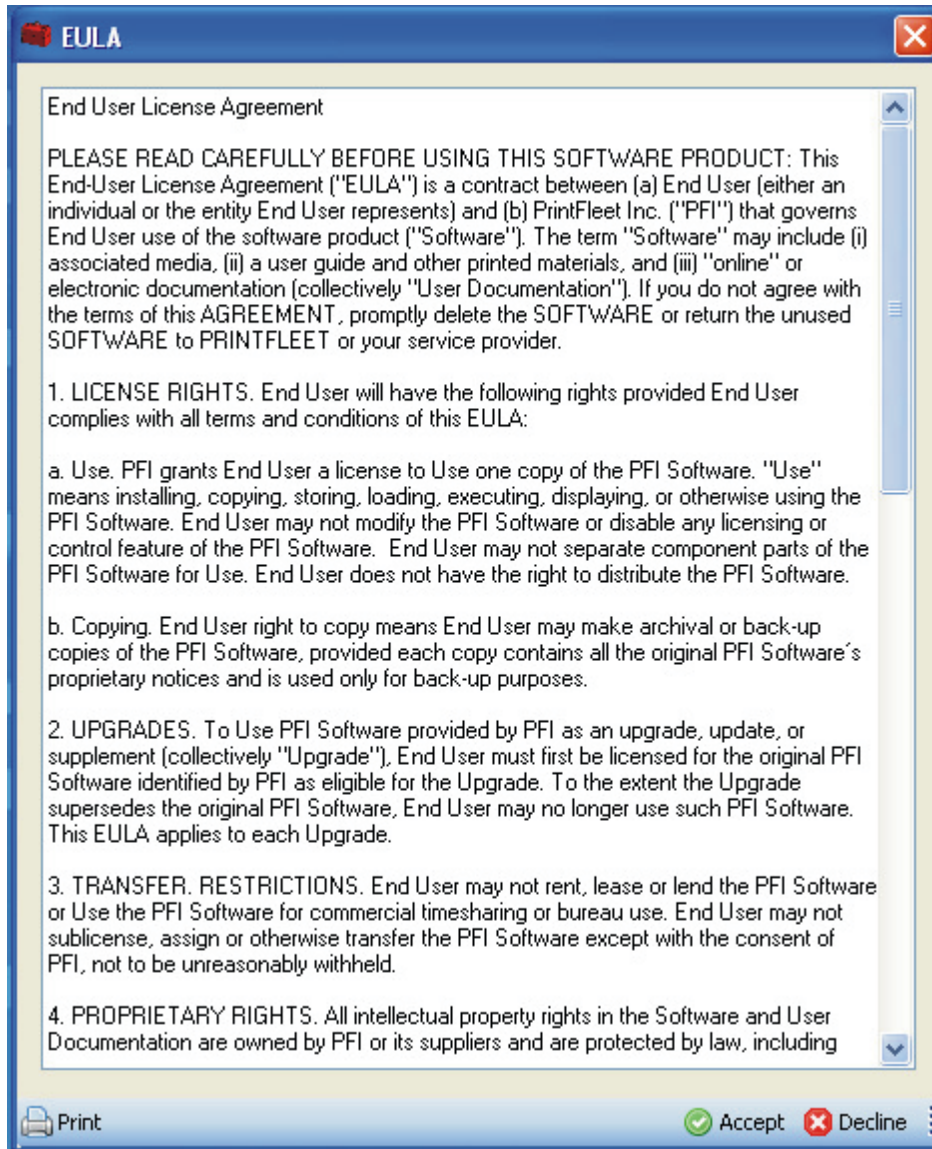 EULA
End User License Agreement
PLEASE READ CAREFULLY BEFORE USING THIS SOFTWARE PRODUCT: This
End-User License Agreement ("EULA") is a contract between (a) End User (either an
individual or the entity End User represents) and (b) PrintFleet Inc. ("PFI") that governs
End User use of the software product ("Software"). The term "Software" may include (i)
associated media, (ii) a user guide and other printed materials, and (iii) "online" or
electronic documentation (collectively "User Documentation"). If you do not agree with
the terms of this AGREEMENT, promptly delete the SOFTWARE or return the unused
SOFTWARE to PRINTFLEET or your service provider.
1. LICENSE RIGHTS. End User will have the following rights provided End User
complies with all terms and conditions of this EULA:
a. Use. PFI grants End User a license to Use one copy of the PFI Software. "Use"
means installing, copying, storing, loading, executing, displaying, or otherwise using the
PFI Software. End User may not modify the PFI Software or disable any licensing or
control feature of the PFI Software.  End User may not separate component parts of the
PFI Software for Use. End User does not have the right to distribute the PFI Software.
b. Copying. End User right to copy means End User may make archival or back-up
copies of the PFI Software, provided each copy contains all the original PFI Software´s
proprietary notices and is used only for back-up purposes.
2. UPGRADES. To Use PFI Software provided by PFI as an upgrade, update, or
supplement (collectively "Upgrade"), End User must first be licensed for the original PFI
Software identified by PFI as eligible for the Upgrade. To the extent the Upgrade
supersedes the original PFI Software, End User may no longer use such PFI Software.
This EULA applies to each Upgrade.
3. TRANSFER. RESTRICTIONS. End User may not rent, lease or lend the PFI Software
or Use the PFI Software for commercial timesharing or bureau use. End User may not
sublicense, assign or otherwise transfer the PFI Software except with the consent of
PFI, not to be unreasonably withheld.
4. PROPRIETARY RIGHTS. All intellectual property rights in the Software and User
Documentation are owned by PFI or its suppliers and are protected by law, including
Print Accept Decline